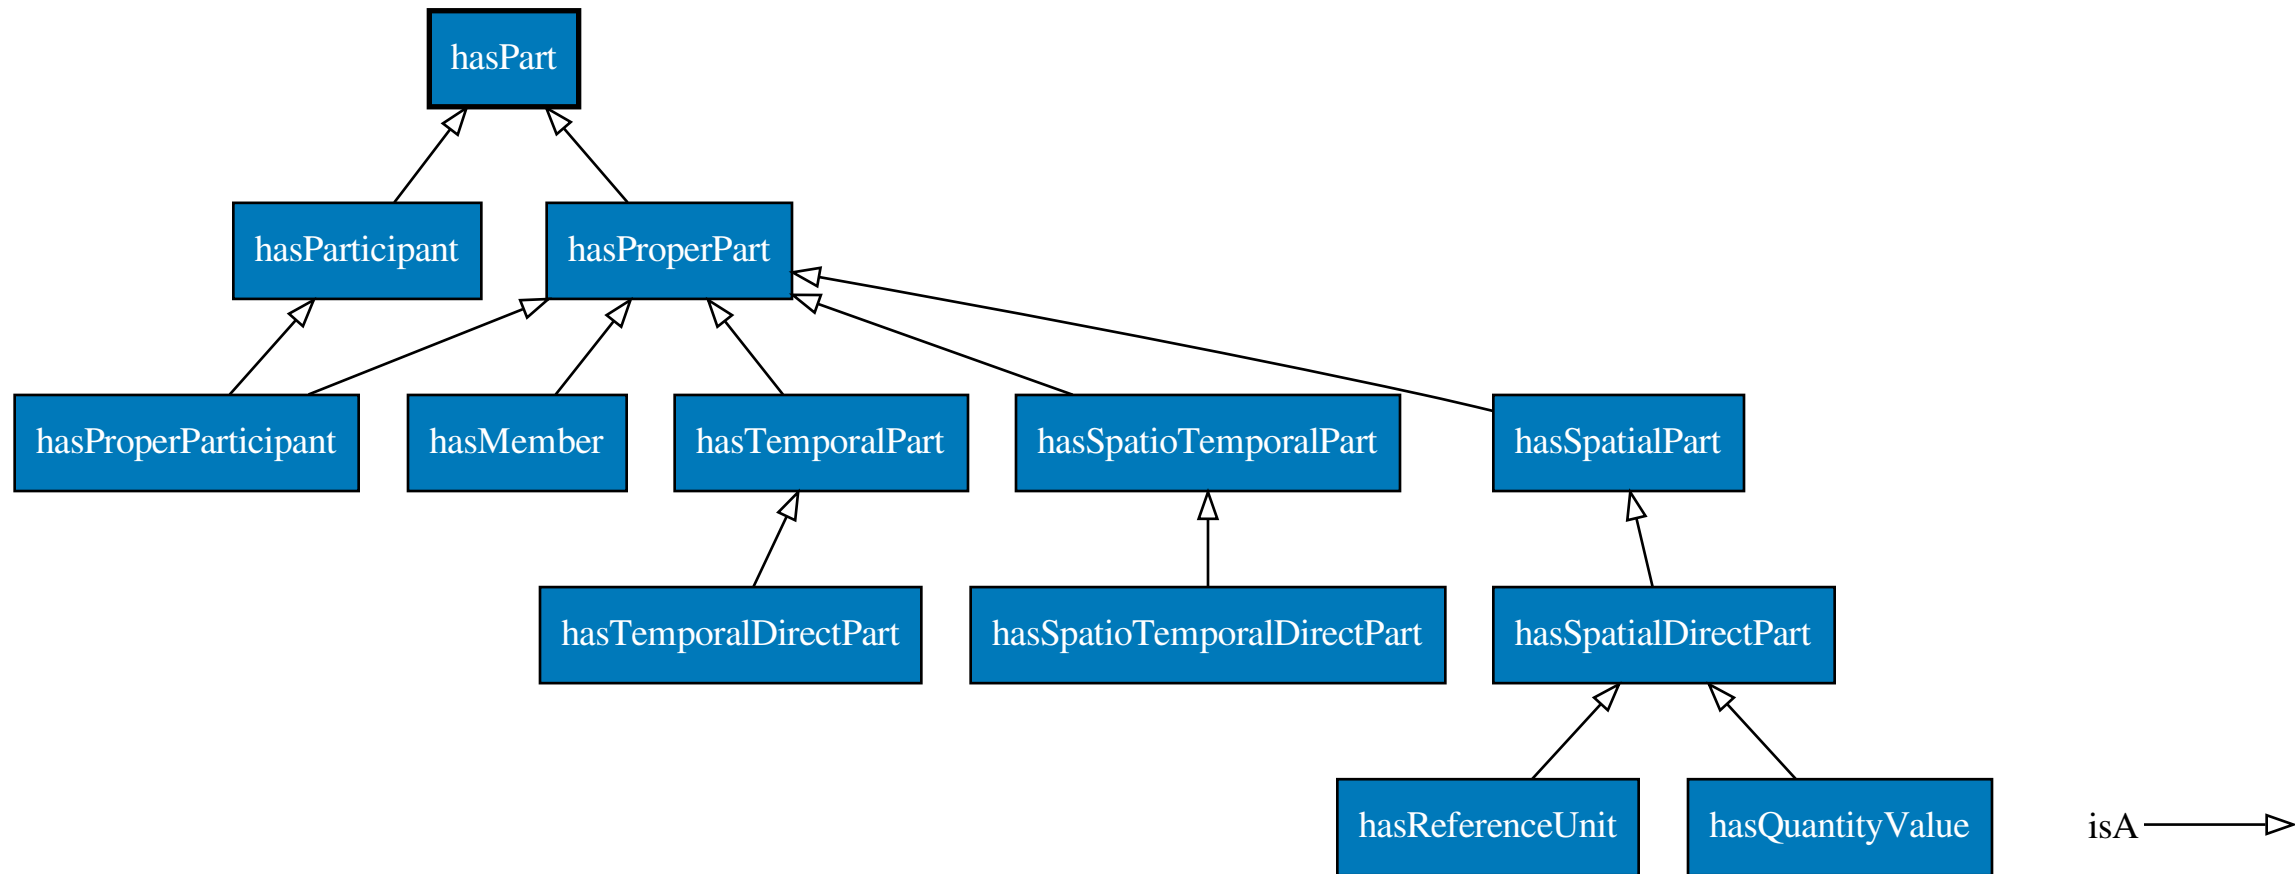 hasPart
hasParticipant
hasProperPart
hasProperParticipant
hasMember
hasTemporalPart
hasSpatioTemporalPart
hasSpatialPart
hasTemporalDirectPart
hasSpatioTemporalDirectPart
hasSpatialDirectPart
hasReferenceUnit
hasQuantityValue
isA